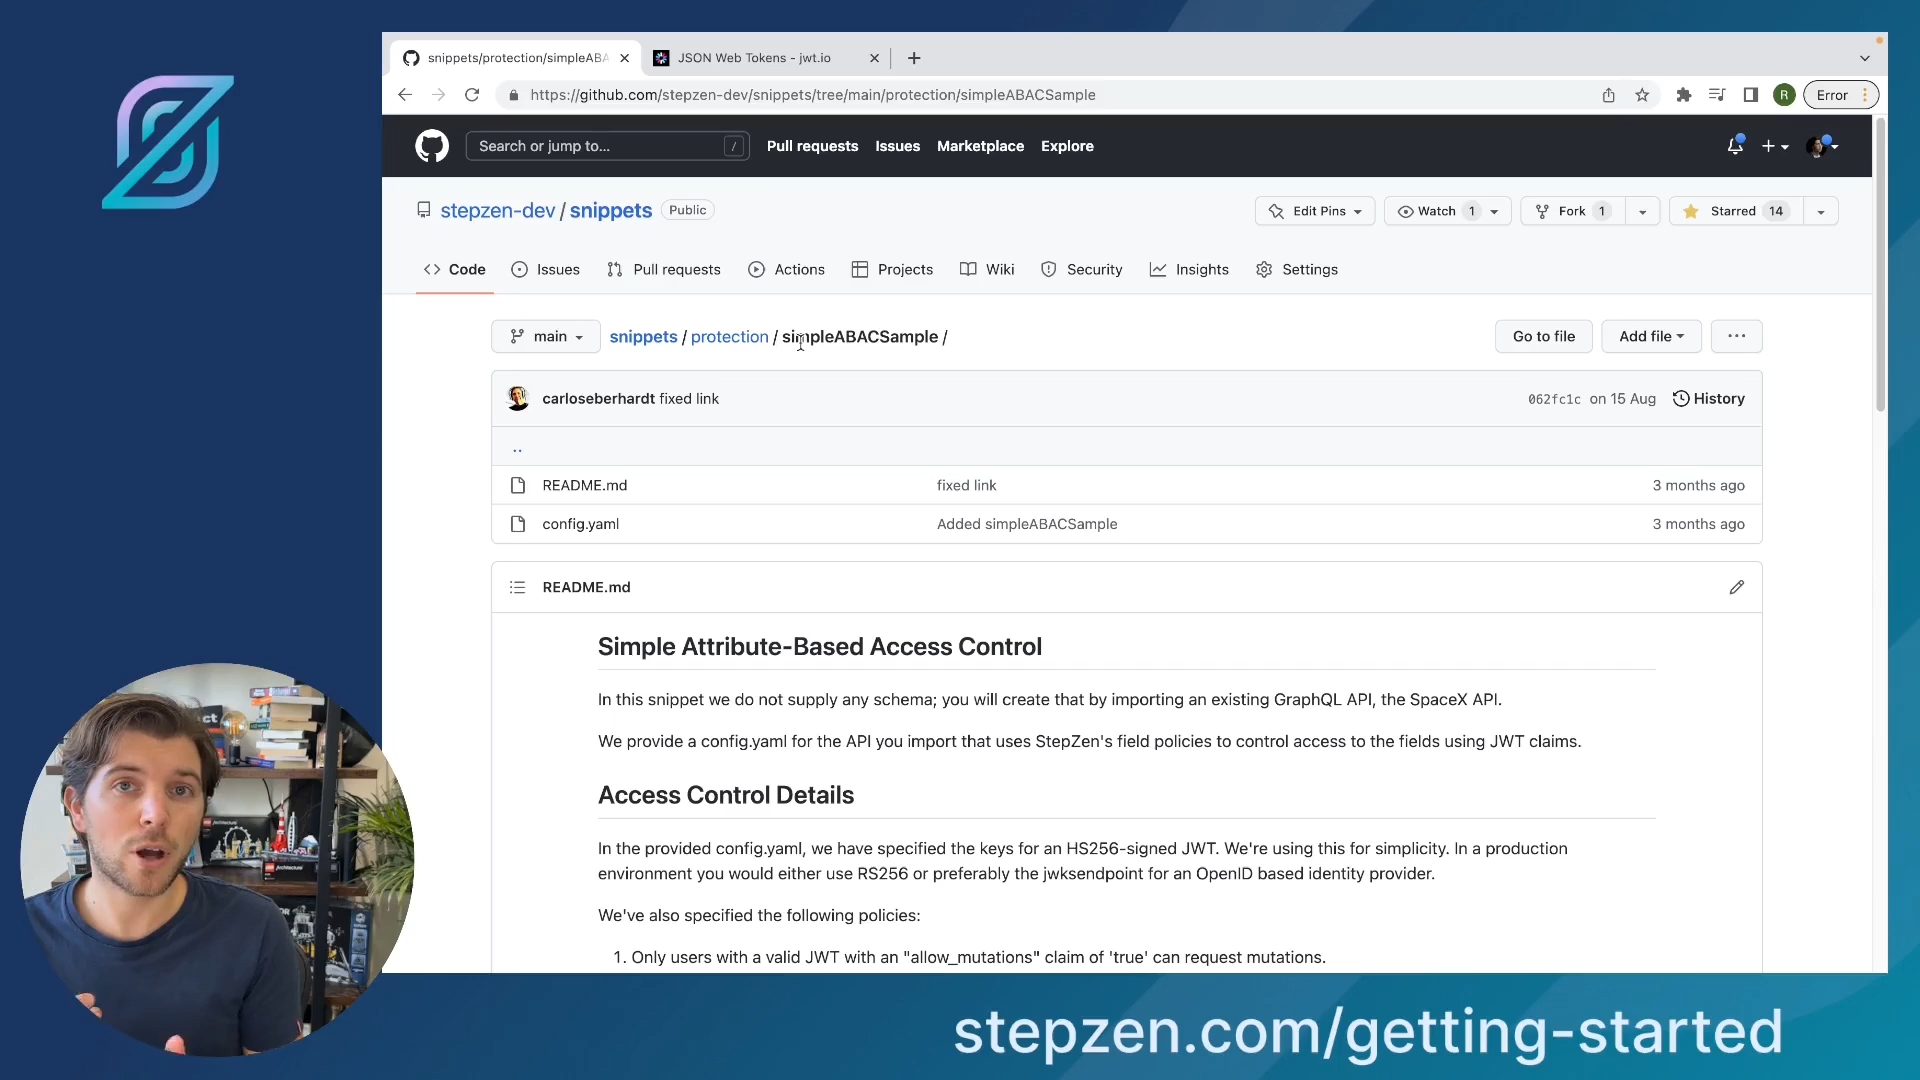 snippets/protection/simpleABA
JSON Web Tokens - jwt.io
https://github.com/stepzen-dev/snippets/tree/main/protection/simpleABACSample
R
Error
Search or jump to...
/
Pull requests
Issues
Marketplace
Explore
stepzen-dev / snippets
Public
Edit Pins
Watch 1
Fork 1
Starred 14
Code
Issues
Pull requests
Actions
Projects
Wiki
Security
Insights
Settings
main
snippets / protection / simpleABACSample /
Go to file
Add file
...
carloseberhardt fixed link
062fc1c on 15 Aug
History
..
README.md
fixed link
3 months ago
config.yaml
Added simpleABACSample
3 months ago
README.md
Simple Attribute-Based Access Control
In this snippet we do not supply any schema; you will create that by importing an existing GraphQL API, the SpaceX API.
We provide a config.yaml for the API you import that uses StepZen's field policies to control access to the fields using JWT claims.
Access Control Details
In the provided config.yaml, we have specified the keys for an HS256-signed JWT. We're using this for simplicity. In a production
environment you would either use RS256 or preferably the jwksendpoint for an OpenID based identity provider.
We've also specified the following policies:
1. Only users with a valid JWT with an "allow_mutations" claim of 'true' can request mutations.
stepzen.com/getting-started